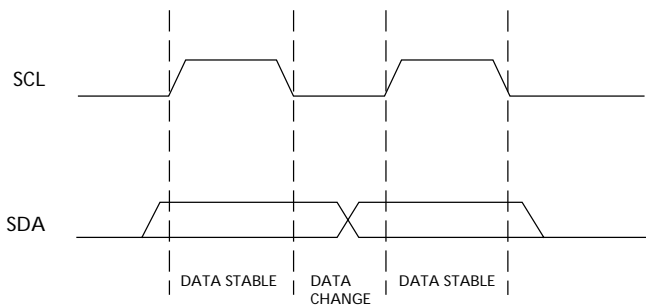 SCL
SDA
DATA STABLE
DATA
CHANGE
DATA STABLE